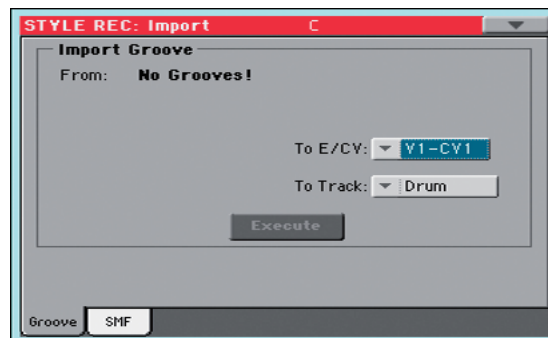 STYLE REC: Import C
Import Groove
From: No Grooves!
To E/CV: V1-CV1
To Track: Drum
Execute
Groove SMF